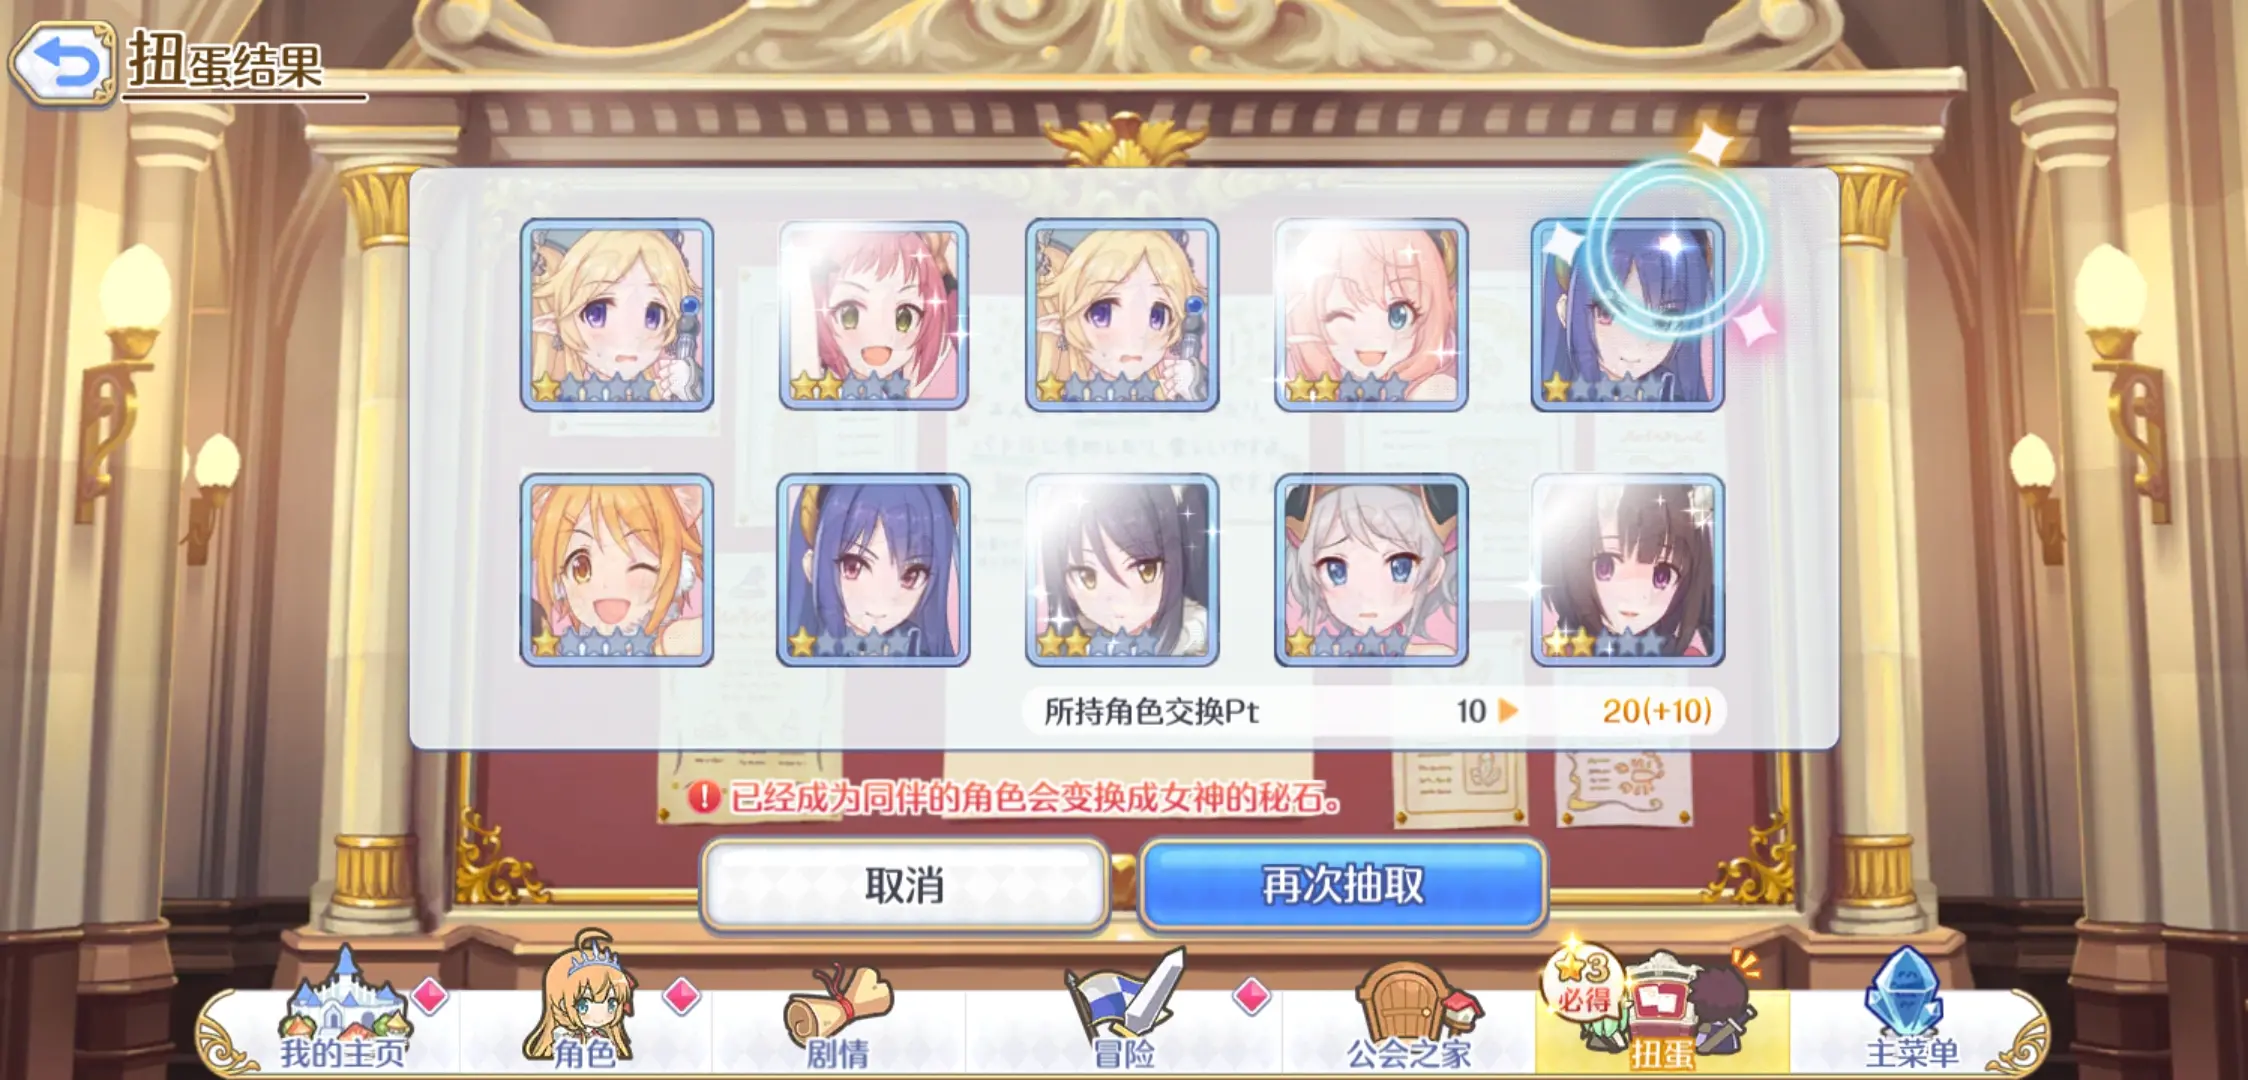 扭蛋结果
所持角色交换Pt 10 20(+10)
已经成为同伴的角色会变换成女神的秘石。
取消
再次抽取
3
必得
我的主页
角色
剧情
冒险
公会之家
扭蛋
主菜单